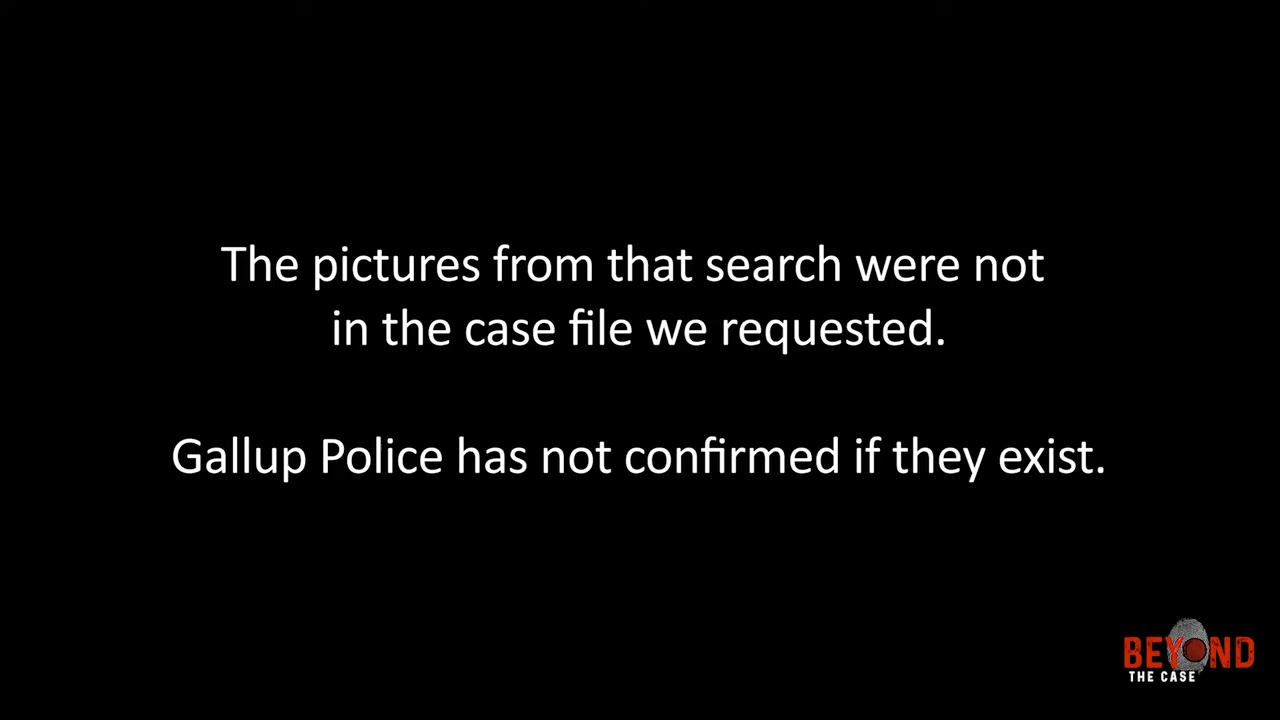 The pictures from that search were not
in the case file we requested.
Gallup Police has not confirmed if they exist.
BEYOND
THE CASE